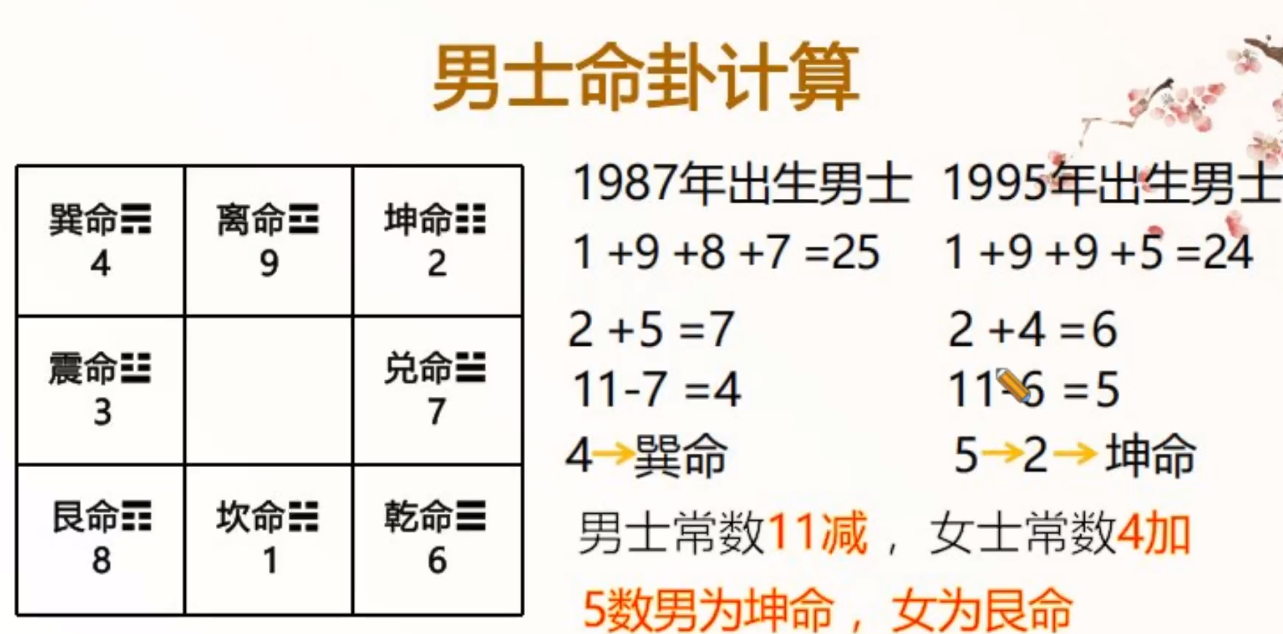 男士命卦计算
巽命☴ 离命☲ 坤命☷
4 9 2
震命☳ 兑命☱
3 7
艮命☶ 坎命☵ 乾命☰
8 1 6
1987年出生男士 1995年出生男士
1 +9 +8 +7 =25 1 +9 +9 +5 =24
2 +5 =7 2 +4 =6
11-7 =4 11-6 =5
4→巽命 5→2→坤命
男士常数11减，女士常数4加
5数男为坤命，女为艮命